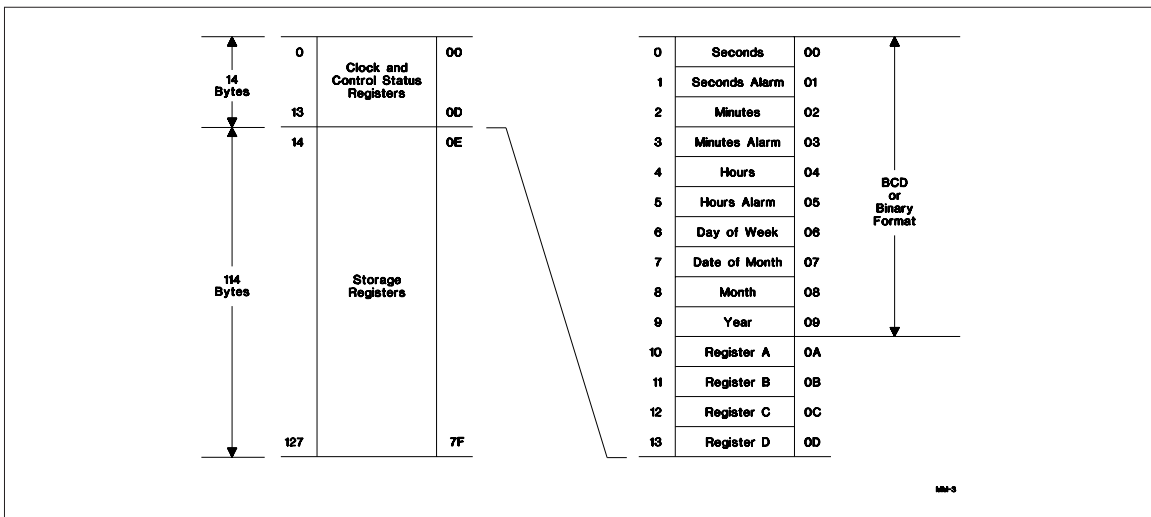 14
Bytes
0
Clock and
Control Status
Registers
00
13
0D
114
Bytes
14
Storage
Registers
0E
127
7F
0 Seconds 00
1 Seconds Alarm 01
2 Minutes 02
3 Minutes Alarm 03
4 Hours 04
5 Hours Alarm 05
6 Day of Week 06
7 Date of Month 07
8 Month 08
9 Year 09
10 Register A 0A
11 Register B 0B
12 Register C 0C
13 Register D 0D
BCD
or
Binary
Format
MM-3